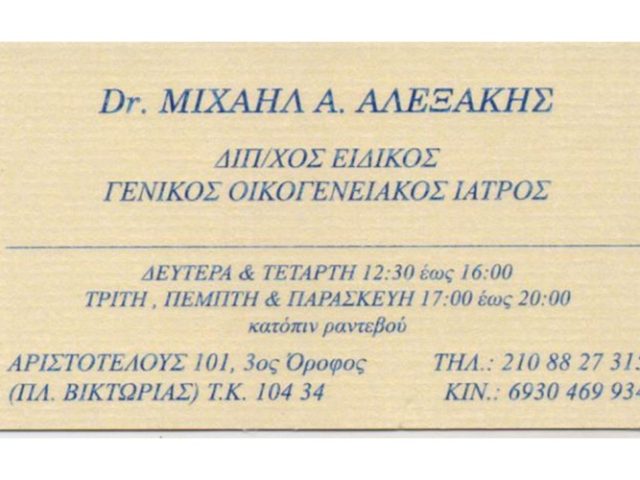 Dr. ΜΙΧΑΗΛ Α. ΑΛΕΞΑΚΗΣ
ΔΙΠ/ΧΟΣ ΕΙΔΙΚΟΣ
ΓΕΝΙΚΟΣ ΟΙΚΟΓΕΝΕΙΑΚΟΣ ΙΑΤΡΟΣ
ΔΕΥΤΕΡΑ & ΤΕΤΑΡΤΗ 12:30 έως 16:00
ΤΡΙΤΗ , ΠΕΜΠΤΗ & ΠΑΡΑΣΚΕΥΗ 17:00 έως 20:00
κατόπιν ραντεβού
ΑΡΙΣΤΟΤΕΛΟΥΣ 101, 3ος Όροφος
(ΠΛ. ΒΙΚΤΩΡΙΑΣ) Τ.Κ. 104 34
ΤΗΛ.: 210 88 27 315
ΚΙΝ.: 6930 469 934